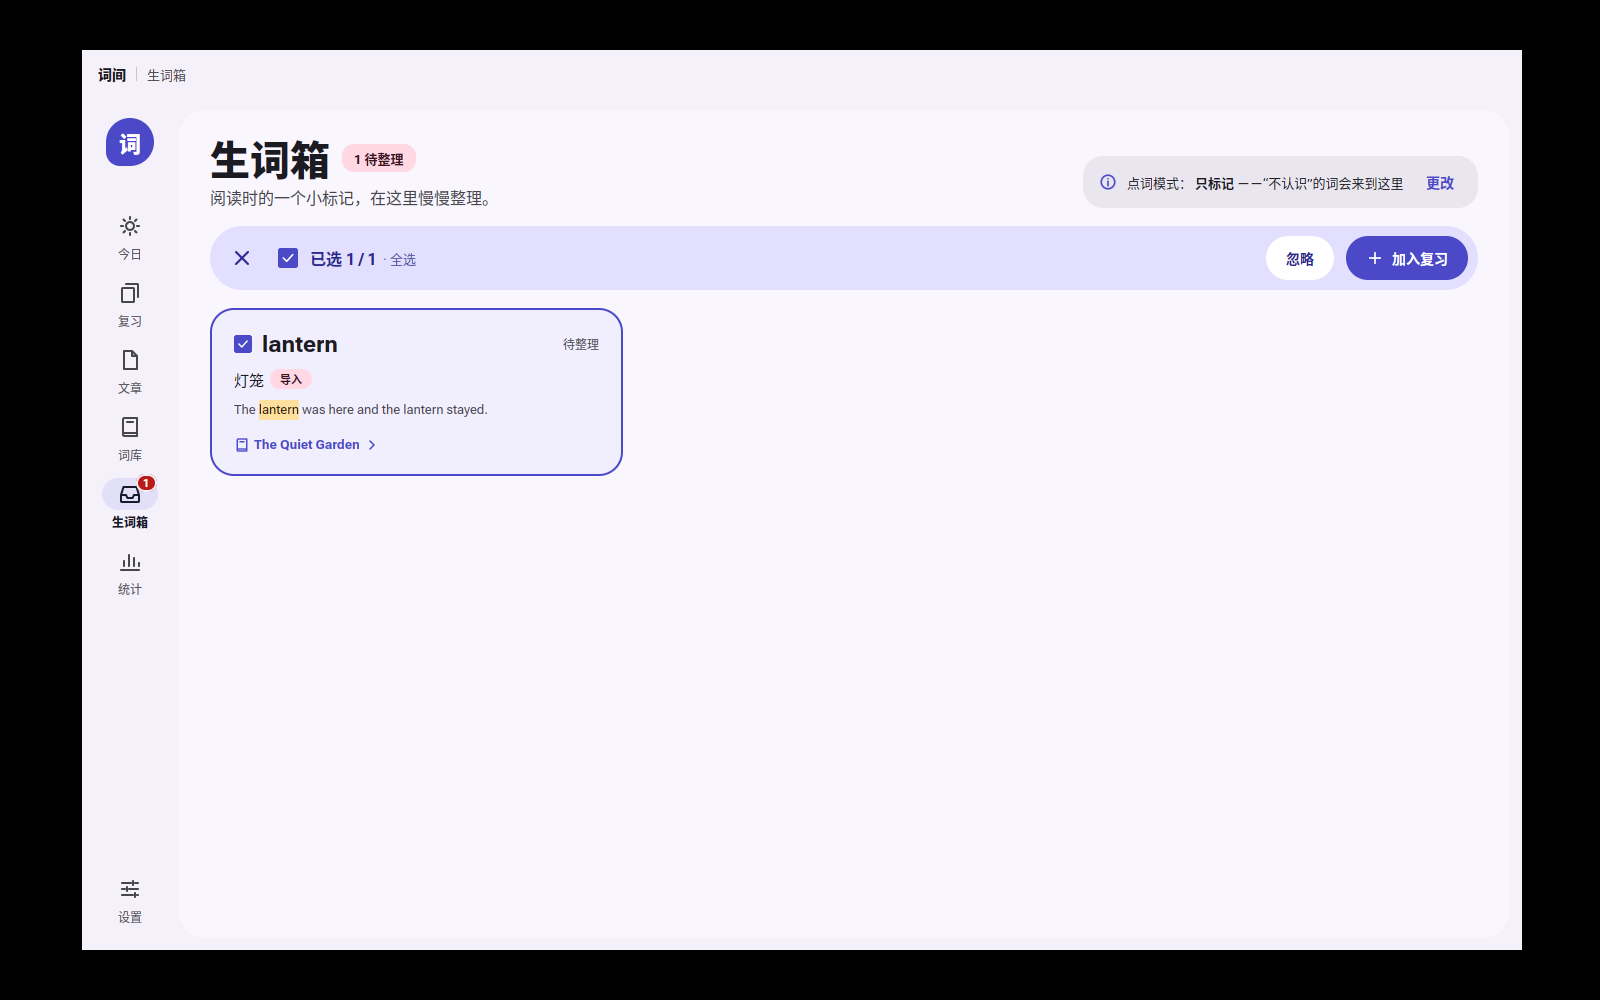 词间 生词箱
词
今日
复习
文章
词库
1
生词箱
统计
设置
生词箱 1 待整理
阅读时的一个小标记，在这里慢慢整理。
点词模式： 只标记 ——“不认识”的词会来到这里 更改
已选 1 / 1 · 全选 忽略 加入复习
lantern 待整理
灯笼 导入
The lantern was here and the lantern stayed.
The Quiet Garden